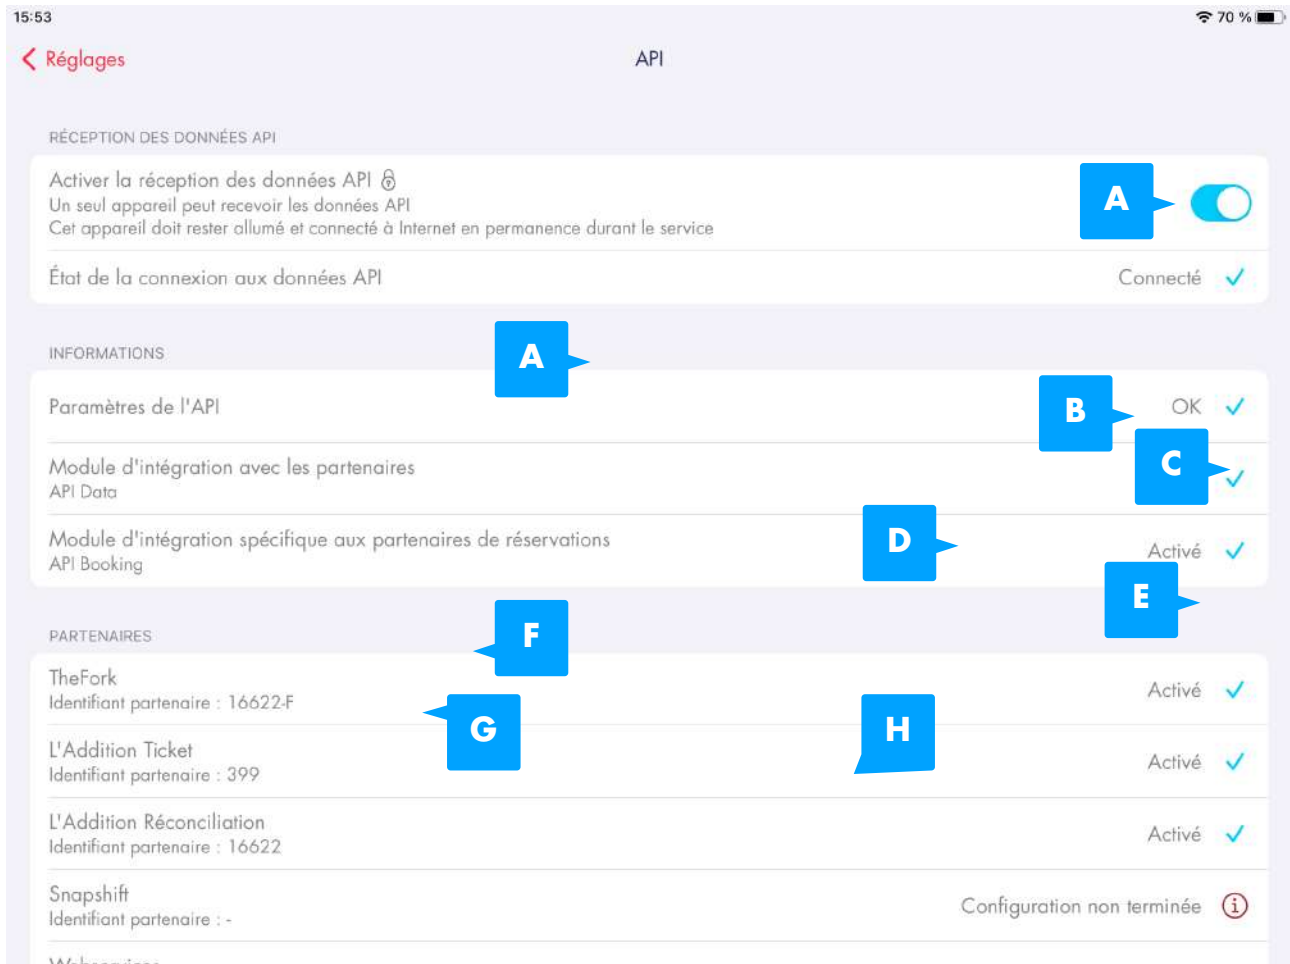 15:53
70 %
Réglages
API
RÉCEPTION DES DONNÉES API
Activer la réception des données API
Un seul appareil peut recevoir les données API
Cet appareil doit rester allumé et connecté à Internet en permanence durant le service
A
État de la connexion aux données API
Connecté
INFORMATIONS
A
Paramètres de l'API
B
OK
Module d'intégration avec les partenaires
API Data
C
Module d'intégration spécifique aux partenaires de réservations
API Booking
D
Activé
E
PARTENAIRES
F
TheFork
Identifiant partenaire : 16622-F
Activé
G
H
L'Addition Ticket
Identifiant partenaire : 399
Activé
L'Addition Réconciliation
Identifiant partenaire : 16622
Activé
Snapshift
Identifiant partenaire : -
Configuration non terminée